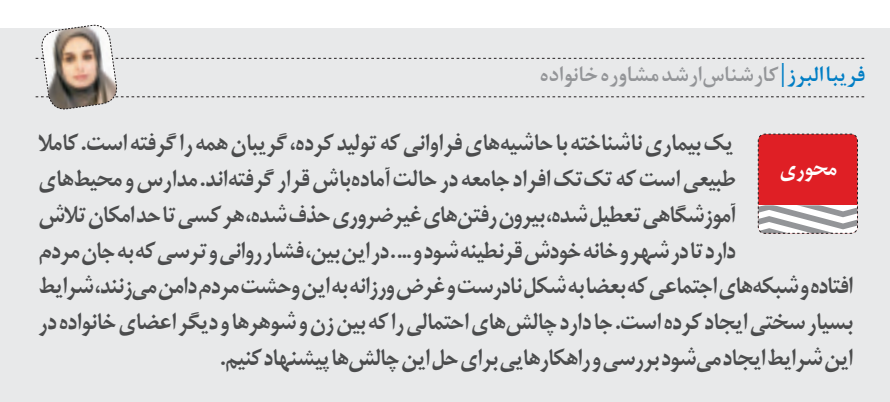 فریبا البرز | کارشناس ارشد مشاوره خانواده
محوری
یک بیماری ناشناخته با حاشیه‌های فراوانی که تولید کرده، گریبان همه را گرفته است. کاملا
طبیعی است که تک‌تک افراد جامعه در حالت آماده‌باش قرار گرفته‌اند. مدارس و محیط‌های
آموزشگاهی تعطیل شده، بیرون رفتن‌های غیرضروری حذف شده، هر کسی تا حد امکان تلاش
دارد تا در شهر و خانه خودش قرنطینه شود و.... در این بین، فشار روانی و ترسی که به جان مردم
افتاده و شبکه‌های اجتماعی که بعضا به شکل نادرست و غرض ورزانه به این وحشت مردم دامن می‌زنند، شرایط
بسیار سختی ایجاد کرده است. جا دارد چالش‌های احتمالی را که بین زن و شوهرها و دیگر اعضای خانواده در
این شرایط ایجاد می‌شود بررسی و راهکارهایی برای حل این چالش‌ها پیشنهاد کنیم.